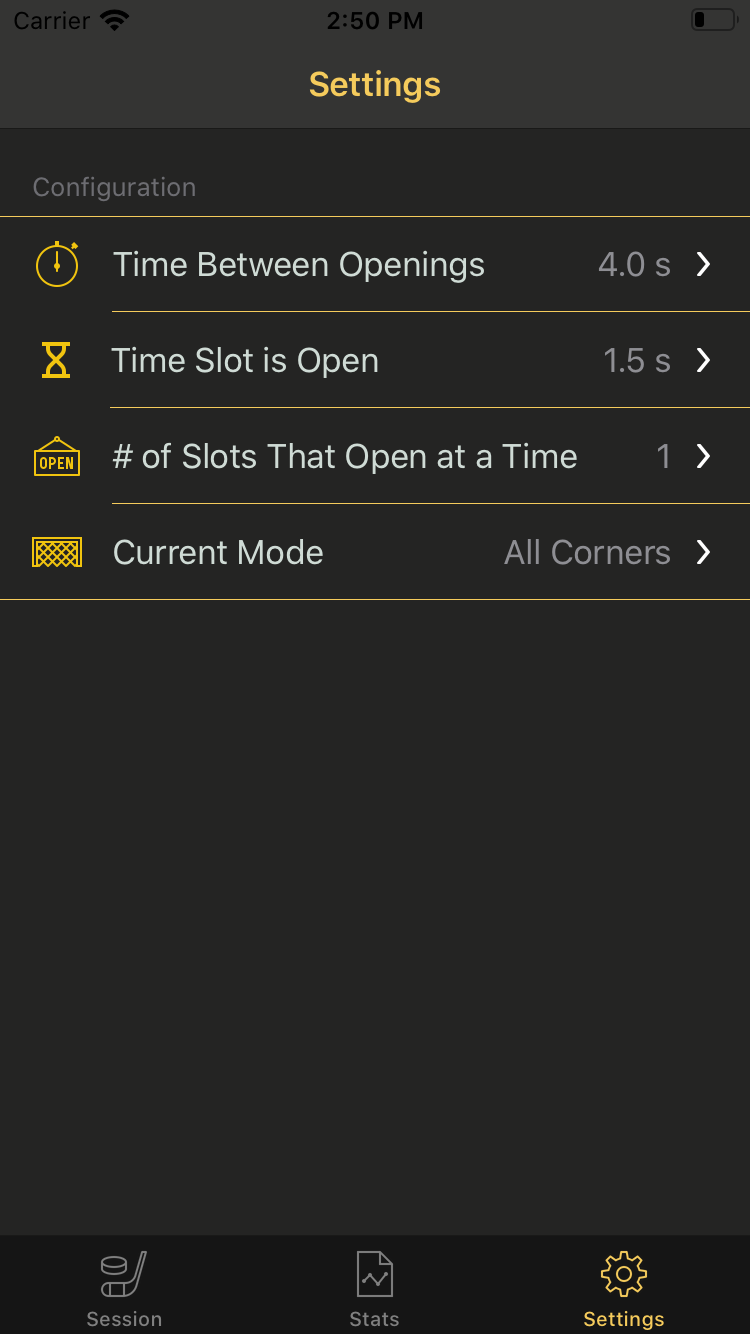 Carrier 2:50 PM
Settings
Configuration
Time Between Openings 4.0 s
Time Slot is Open 1.5 s
OPEN # of Slots That Open at a Time 1
Current Mode All Corners
Session Stats Settings